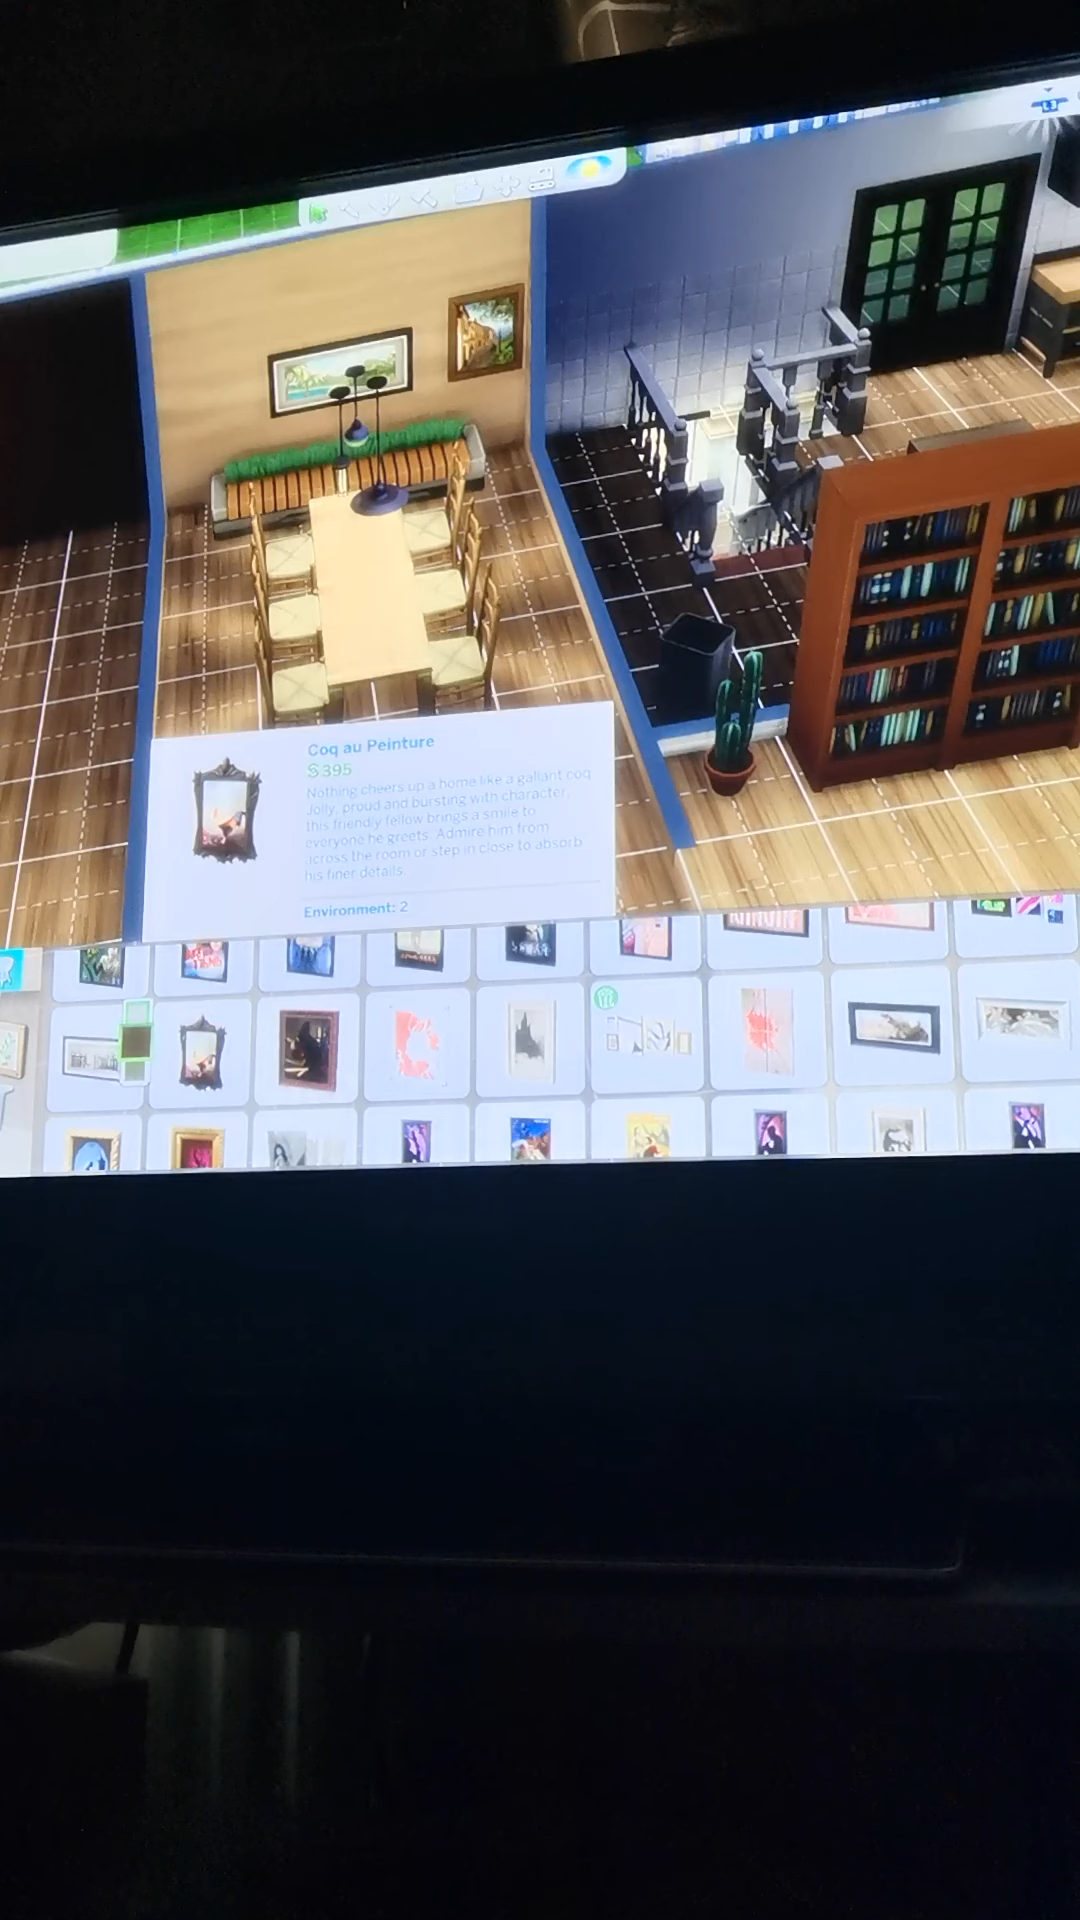 L3
Coq au Peinture
§395
Nothing cheers up a home like a gallant coq
Jolly, proud and bursting with character,
this friendly fellow brings a smile to
everyone he greets. Admire him from
across the room or step in close to absorb
his finer details.
Environment: 2